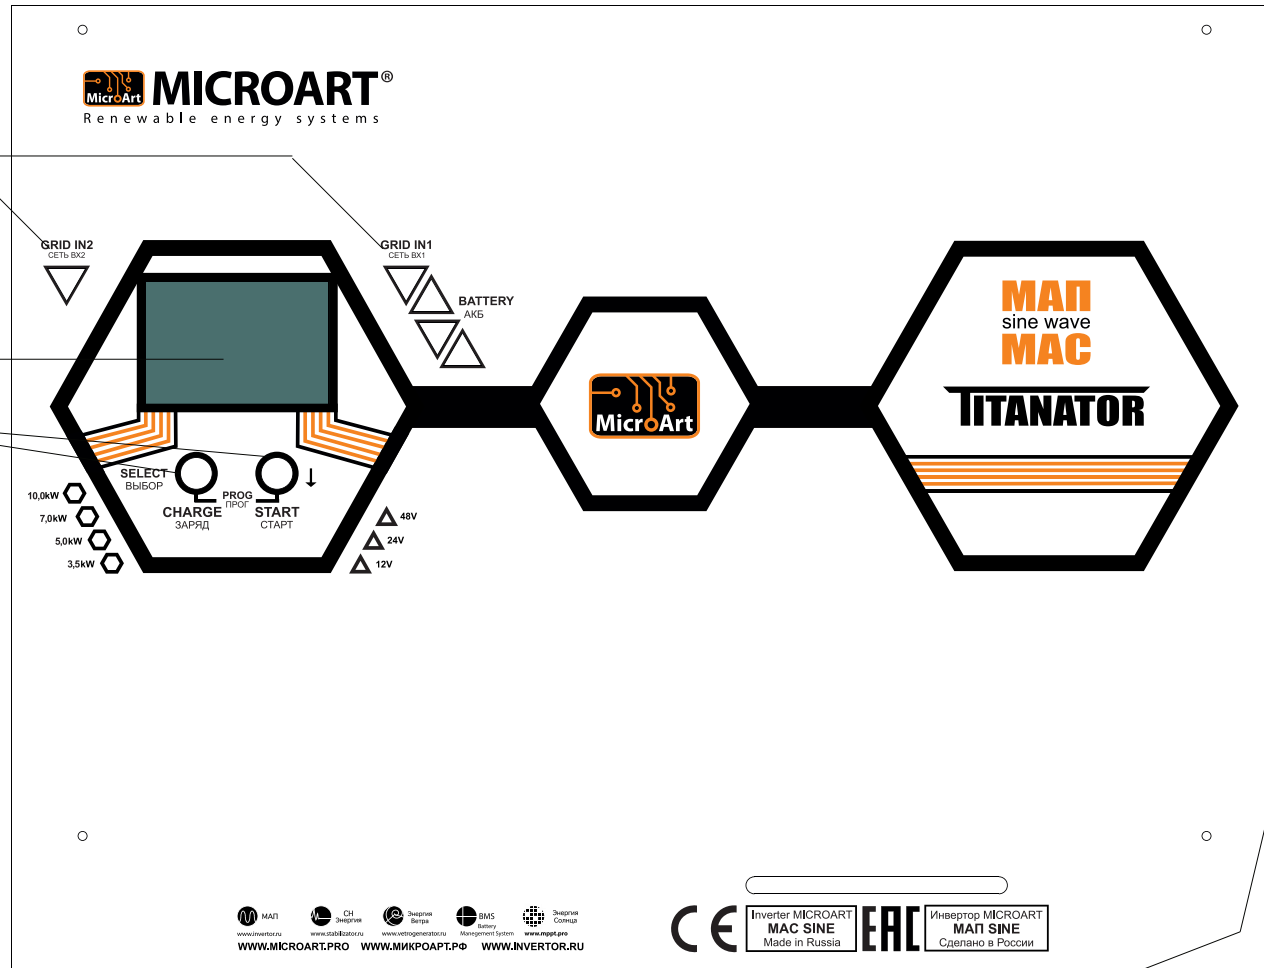 MicroArt MICROART®
Renewable energy systems
GRID IN2
СЕТЬ ВХ2
GRID IN1
СЕТЬ ВХ1
BATTERY
АКБ
МАП
sine wave
МАС
TITANATOR
MicroArt
SELECT
ВЫБОР
PROG
ПРОГ
CHARGE
ЗАРЯД
START
СТАРТ
10,0kW
7,0kW
5,0kW
3,5kW
48V
24V
12V
МАП
www.invertor.ru
СН
Энергия
www.stabilizator.ru
Энергия
Ветра
www.vetrogenerator.ru
BMS
Battery
Manegement System
Энергия
Солнца
www.mppt.pro
WWW.MICROART.PRO WWW.МИКРОАРТ.РФ WWW.INVERTOR.RU
CE
Inverter MICROART
MAC SINE
Made in Russia
EAC
Инвертор MICROART
МАП SINE
Сделано в России